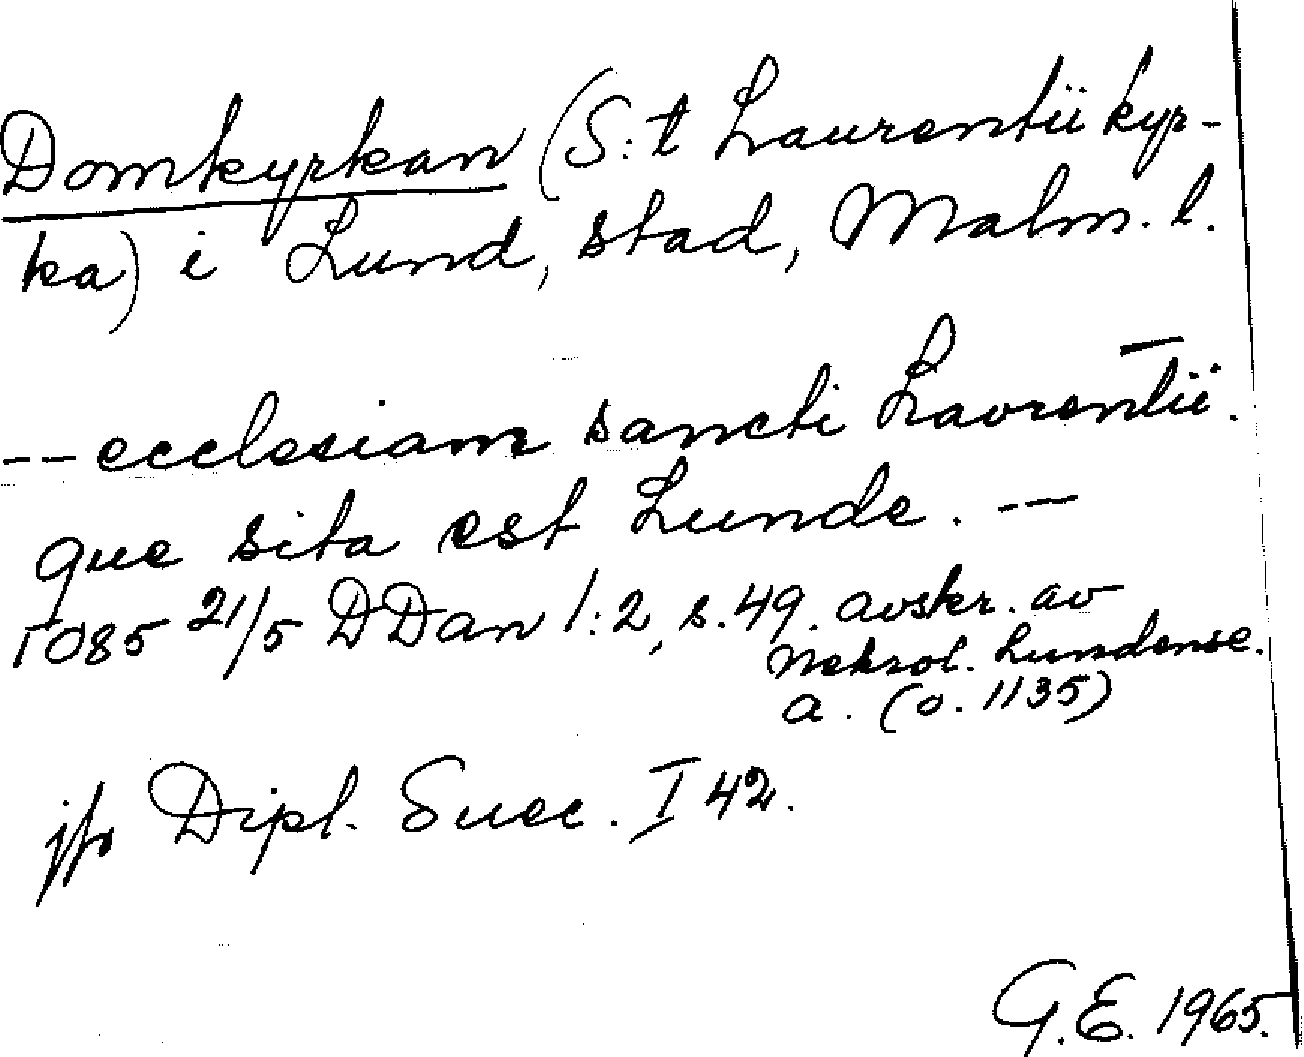 Domkyrkan (S:t Laurentii kyr-
ka) i Lund, stad, Malm. l.
-- ecclesiam sancti Lavrentii.
que sita est Lunde. --
1085 21/5 DDan 1:2, s. 49. avskr. av
Nekrol. Lundense.
a. (o. 1135)
jfr Dipl. Suec. I 42.
G.E. 1965.